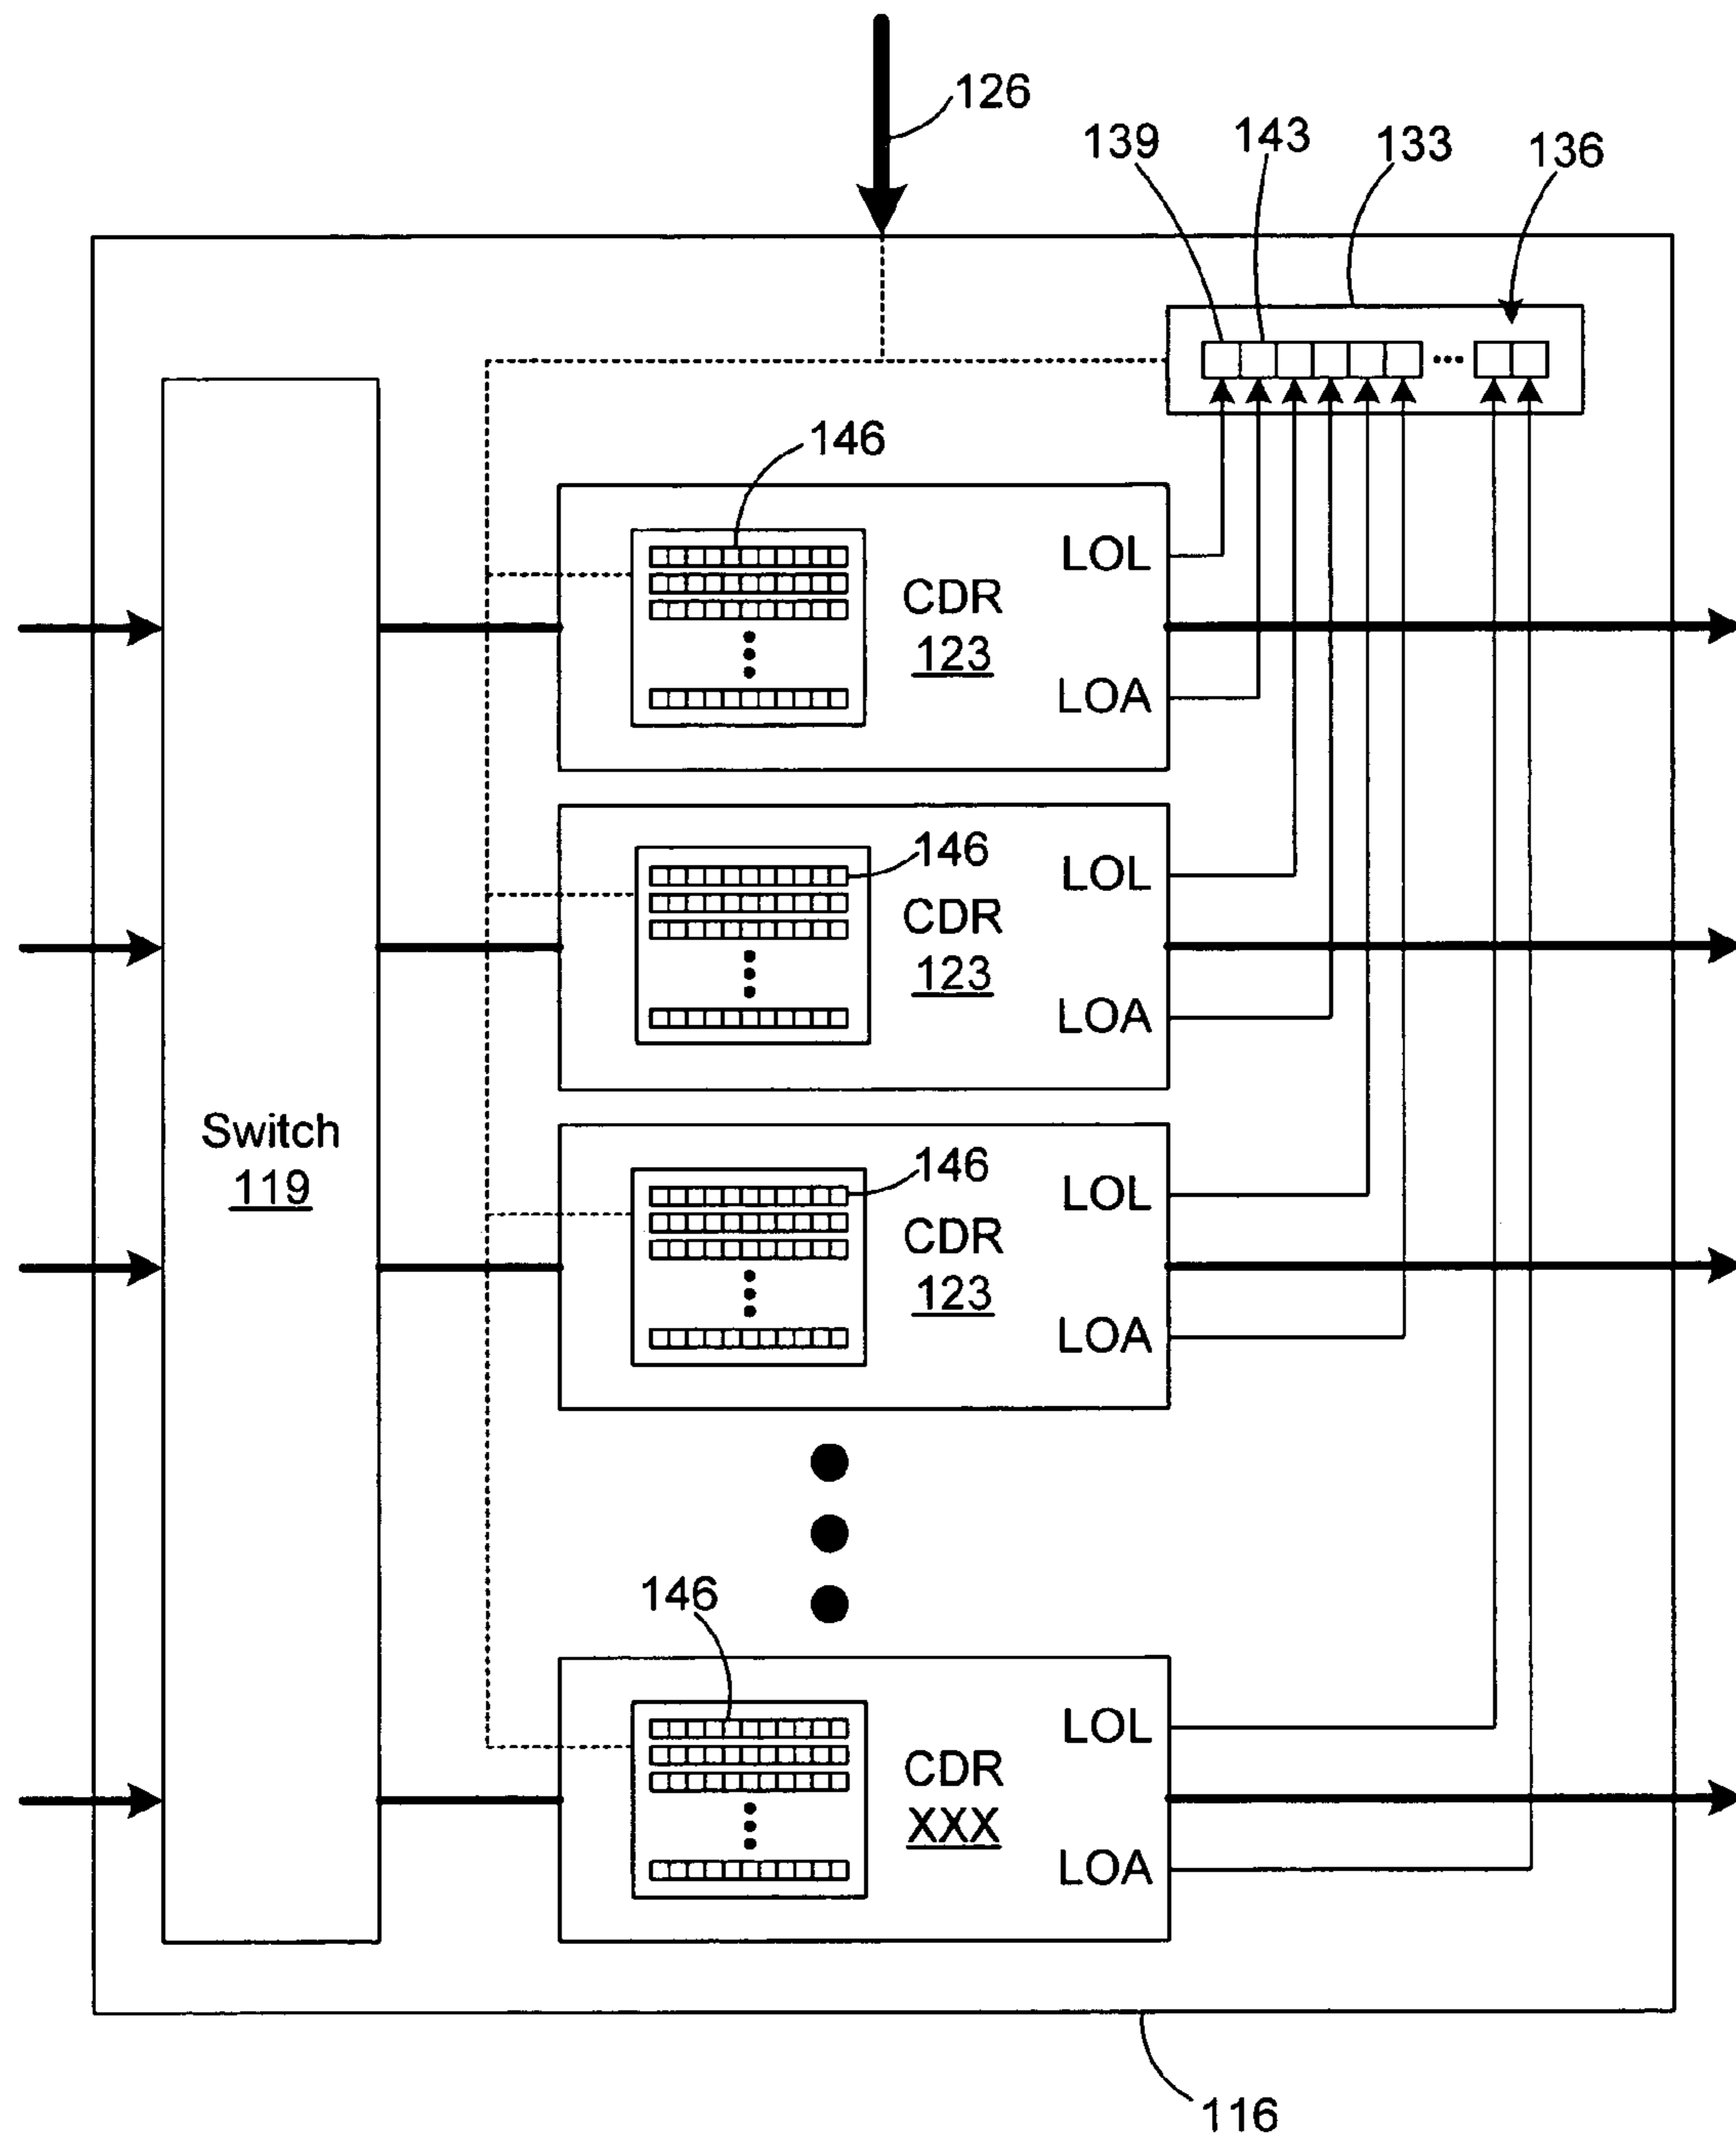 126
139 143 133 136
146
LOL
CDR
123
LOA
146
LOL
CDR
123
LOA
Switch
119
146
LOL
CDR
123
LOA
146
LOL
CDR
XXX
LOA
116